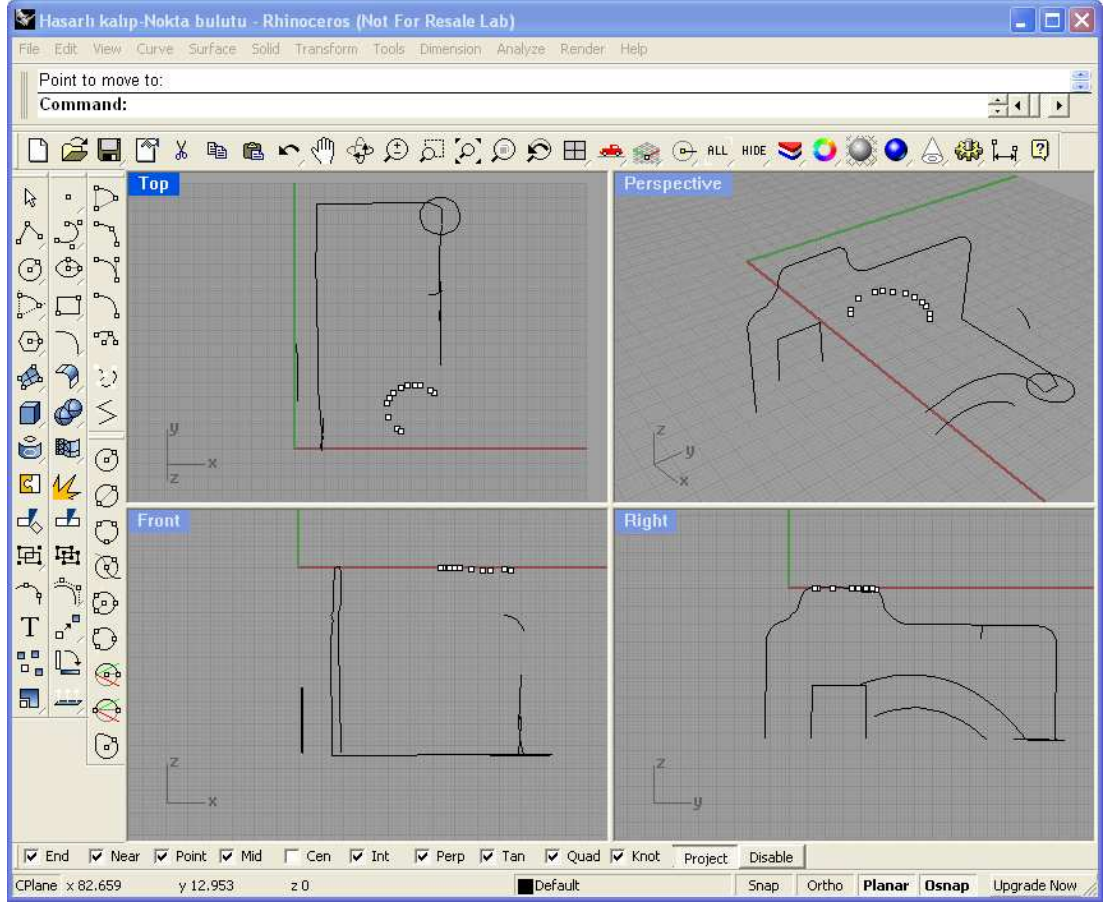 Hasarlı kalıp-Nokta bulutu - Rhinoceros (Not For Resale Lab)
File Edit View Curve Surface Solid Transform Tools Dimension Analyze Render Help
Point to move to:
Command:
ALL HIDE
Top Perspective
y
x
z
z
y
x
Front Right
z
x
z
y
T
End Near Point Mid Cen Int Perp Tan Quad Knot Project Disable
CPlane x 82.659 y 12.953 z 0 Default Snap Ortho Planar Osnap Upgrade Now